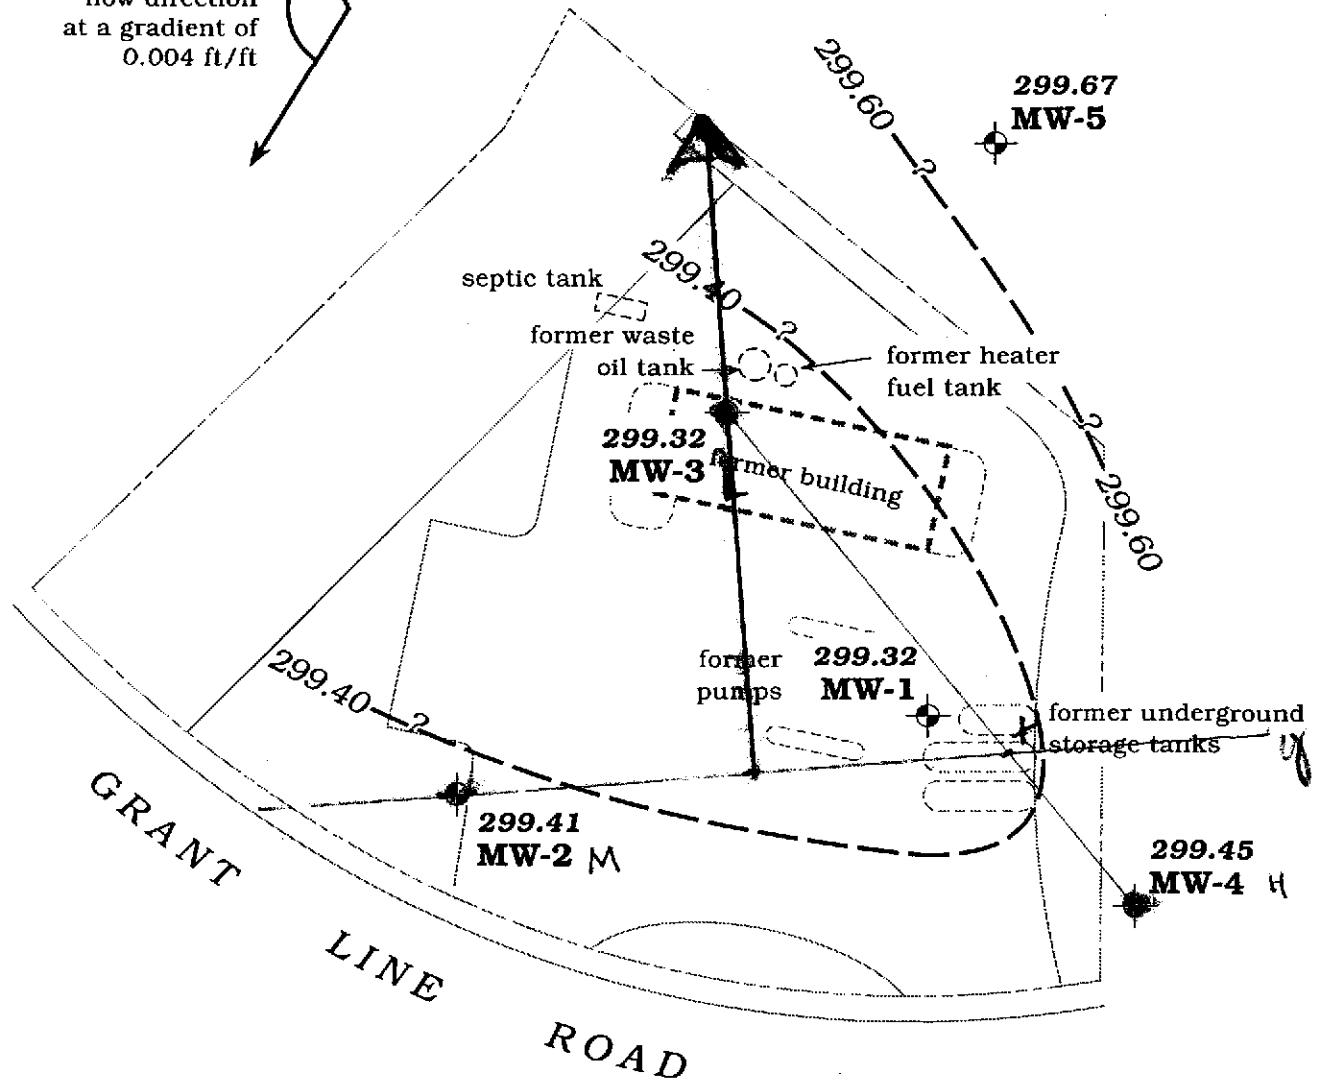 flow direction
at a gradient of
0.004 ft/ft
299.60
299.67
MW-5
?
299.40
septic tank
?
former waste
oil tank
former heater
fuel tank
?
299.32
MW-3
former building
299.60
former
pumps
299.32
MW-1
299.40
?
former underground
storage tanks
299.41
MW-2 M
299.45
MW-4 H
GRANT LINE ROAD